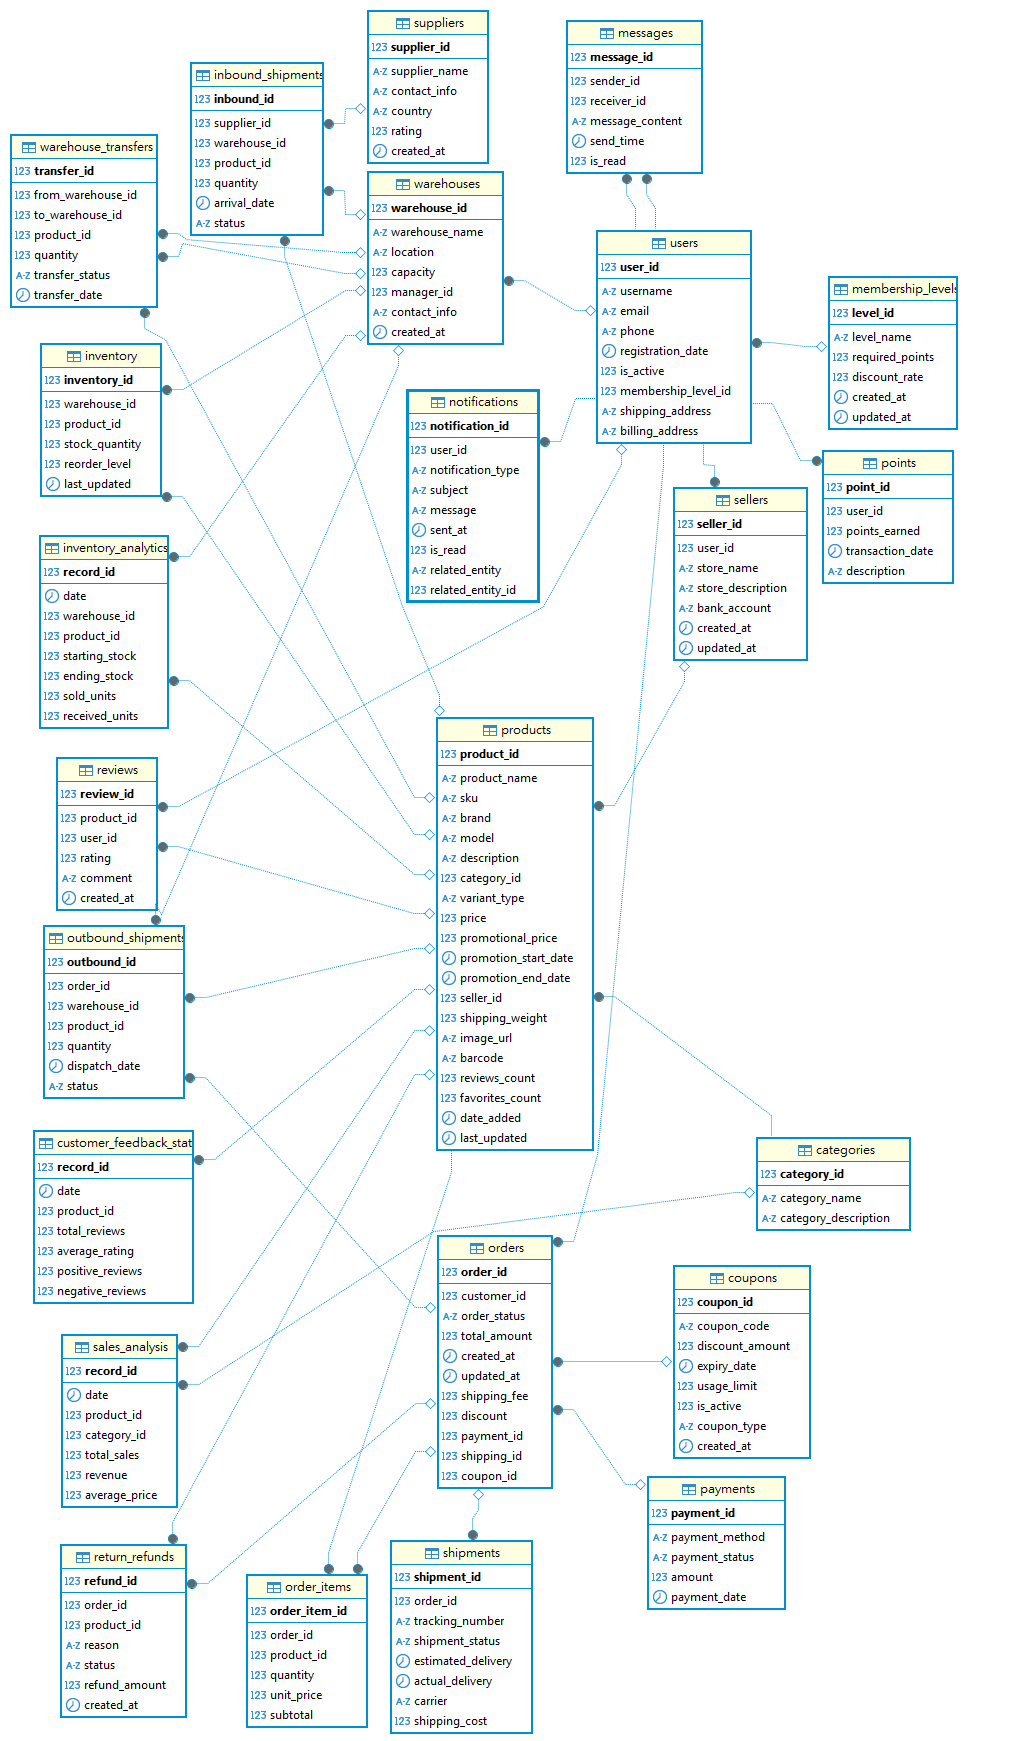 suppliers
123 supplier_id
A-Z supplier_name
A-Z contact_info
A-Z country
123 rating
created_at
messages
123 message_id
123 sender_id
123 receiver_id
A-Z message_content
send_time
123 is_read
inbound_shipments
123 inbound_id
123 supplier_id
123 warehouse_id
123 product_id
123 quantity
arrival_date
A-Z status
warehouse_transfers
123 transfer_id
123 from_warehouse_id
123 to_warehouse_id
123 product_id
123 quantity
A-Z transfer_status
transfer_date
warehouses
123 warehouse_id
A-Z warehouse_name
A-Z location
123 capacity
123 manager_id
A-Z contact_info
created_at
users
123 user_id
A-Z username
A-Z email
A-Z phone
registration_date
123 is_active
123 membership_level_id
A-Z shipping_address
A-Z billing_address
membership_levels
123 level_id
A-Z level_name
123 required_points
123 discount_rate
created_at
updated_at
inventory
123 inventory_id
123 warehouse_id
123 product_id
123 stock_quantity
123 reorder_level
last_updated
notifications
123 notification_id
123 user_id
A-Z notification_type
A-Z subject
A-Z message
sent_at
123 is_read
A-Z related_entity
123 related_entity_id
points
123 point_id
123 user_id
123 points_earned
transaction_date
A-Z description
sellers
123 seller_id
123 user_id
A-Z store_name
A-Z store_description
A-Z bank_account
created_at
updated_at
inventory_analytics
123 record_id
date
123 warehouse_id
123 product_id
123 starting_stock
123 ending_stock
123 sold_units
123 received_units
products
123 product_id
A-Z product_name
A-Z sku
A-Z brand
A-Z model
A-Z description
123 category_id
A-Z variant_type
123 price
123 promotional_price
promotion_start_date
promotion_end_date
123 seller_id
123 shipping_weight
A-Z image_url
A-Z barcode
123 reviews_count
123 favorites_count
date_added
last_updated
reviews
123 review_id
123 product_id
123 user_id
123 rating
A-Z comment
created_at
outbound_shipments
123 outbound_id
123 order_id
123 warehouse_id
123 product_id
123 quantity
dispatch_date
A-Z status
customer_feedback_stat
123 record_id
date
123 product_id
123 total_reviews
123 average_rating
123 positive_reviews
123 negative_reviews
categories
123 category_id
A-Z category_name
A-Z category_description
orders
123 order_id
123 customer_id
A-Z order_status
123 total_amount
created_at
updated_at
123 shipping_fee
123 discount
123 payment_id
123 shipping_id
123 coupon_id
coupons
123 coupon_id
A-Z coupon_code
123 discount_amount
expiry_date
123 usage_limit
123 is_active
A-Z coupon_type
created_at
sales_analysis
123 record_id
date
123 product_id
123 category_id
123 total_sales
123 revenue
123 average_price
payments
123 payment_id
A-Z payment_method
A-Z payment_status
123 amount
payment_date
return_refunds
123 refund_id
123 order_id
123 product_id
A-Z reason
A-Z status
123 refund_amount
created_at
order_items
123 order_item_id
123 order_id
123 product_id
123 quantity
123 unit_price
123 subtotal
shipments
123 shipment_id
123 order_id
A-Z tracking_number
A-Z shipment_status
estimated_delivery
actual_delivery
A-Z carrier
123 shipping_cost